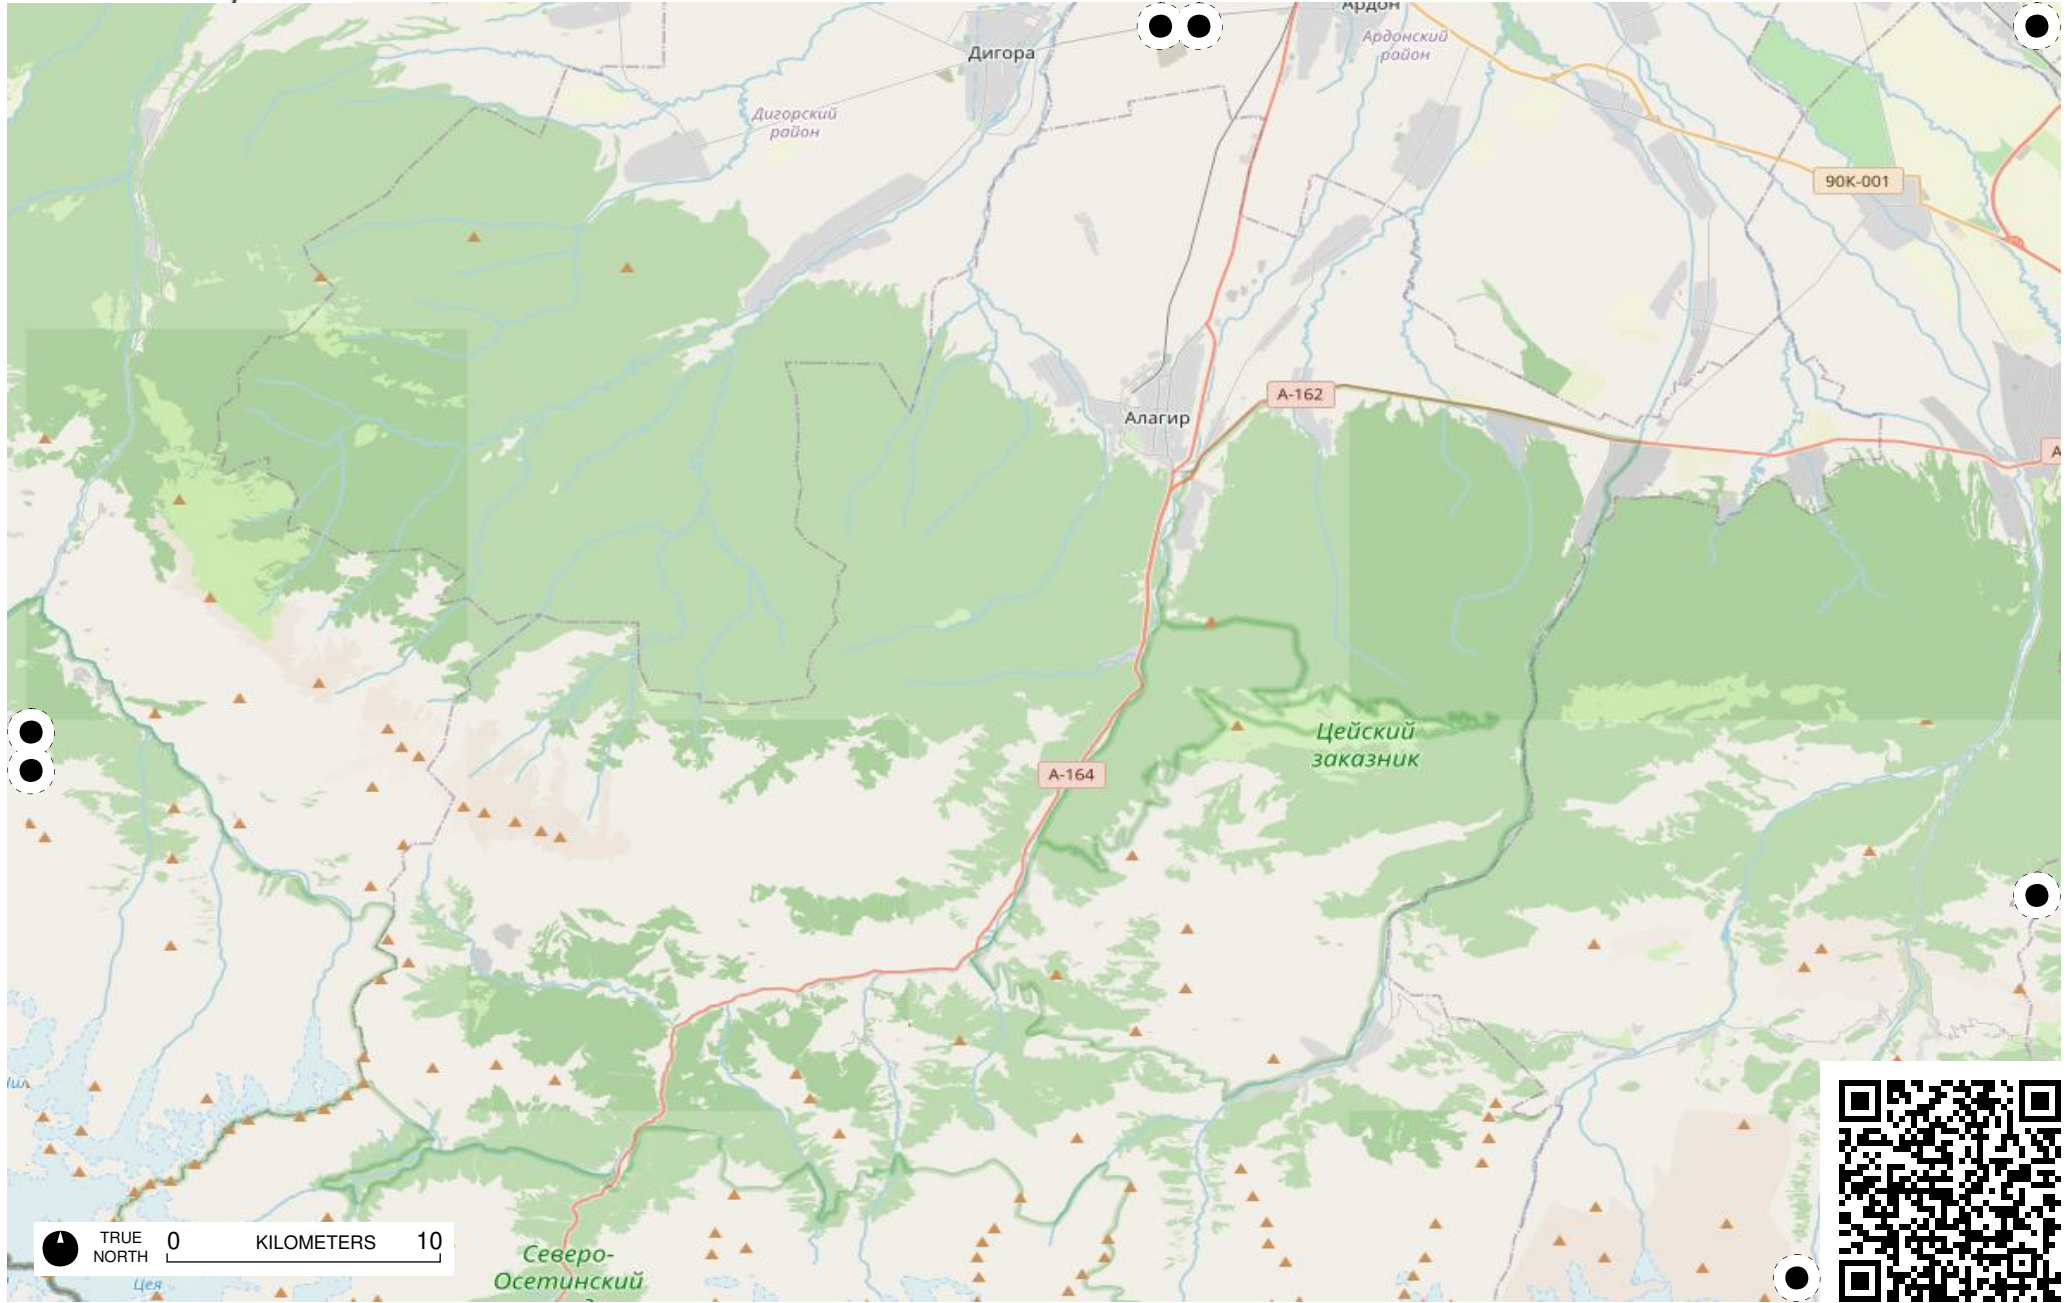 Ардон
Дигора
Ардонский
район
Дигорский
район
90К-001
А-162
Алагир
Цейский
заказник
А-164
TRUE
NORTH
0 KILOMETERS 10
Северо-
Осетинский
Цея